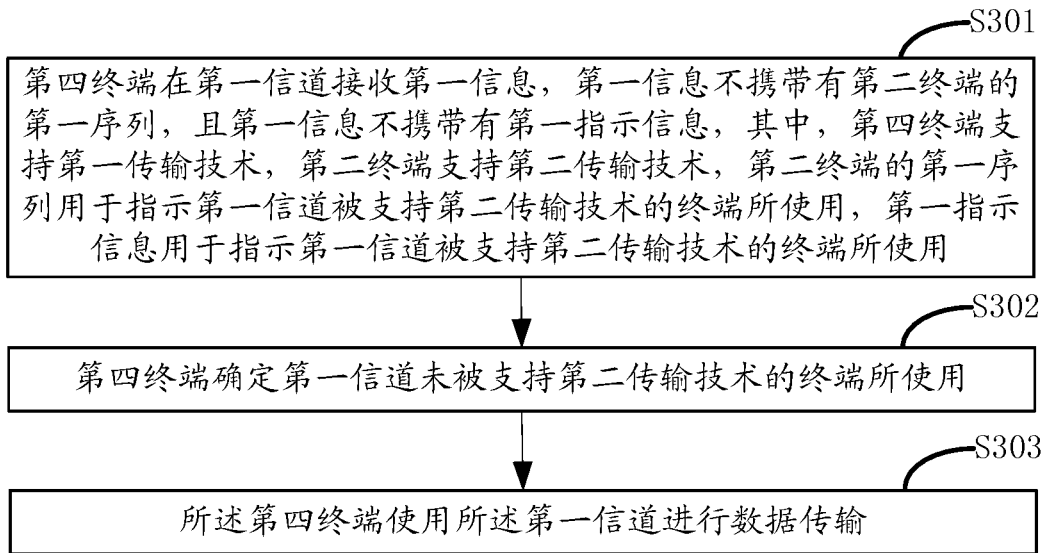 S301
第四终端在第一信道接收第一信息，第一信息不携带有第二终端的
第一序列，且第一信息不携带有第一指示信息，其中，第四终端支
持第一传输技术，第二终端支持第二传输技术，第二终端的第一序
列用于指示第一信道被支持第二传输技术的终端所使用，第一指示
信息用于指示第一信道被支持第二传输技术的终端所使用
S302
第四终端确定第一信道未被支持第二传输技术的终端所使用
S303
所述第四终端使用所述第一信道进行数据传输